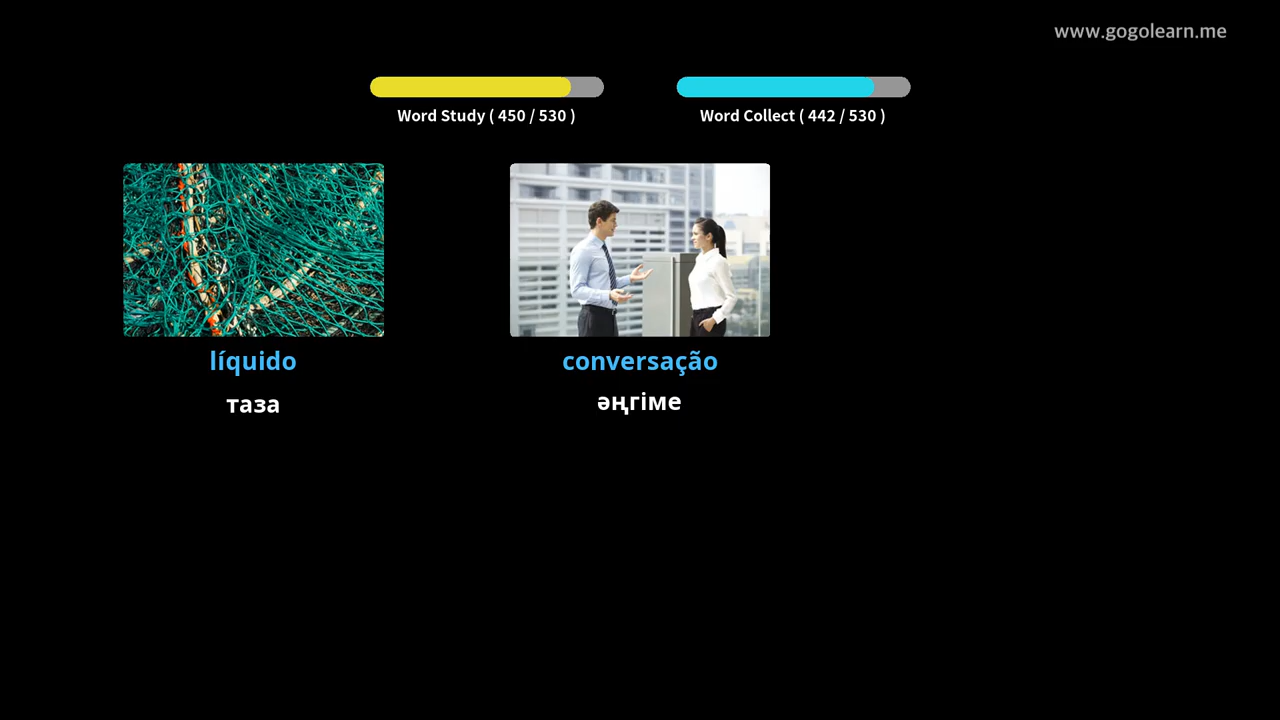 www.gogolearn.me
Word Study ( 450 / 530 )
Word Collect ( 442 / 530 )
líquido
conversação
таза
әңгіме